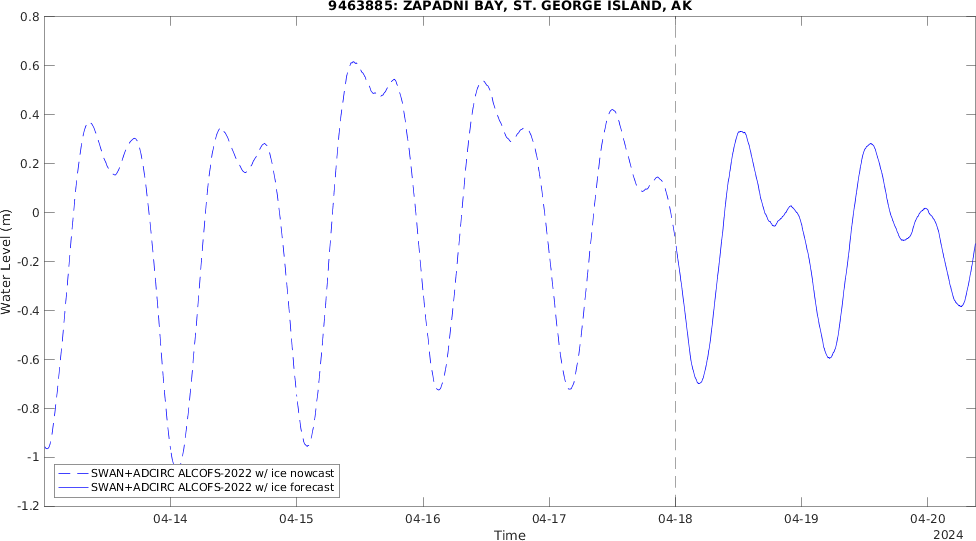 9463885: ZAPADNI BAY, ST. GEORGE ISLAND, AK
0.8
0.6
0.4
0.2
0
-0.2
-0.4
-0.6
-0.8
-1
-1.2
Water Level (m)
SWAN+ADCIRC ALCOFS-2022 w/ ice nowcast
SWAN+ADCIRC ALCOFS-2022 w/ ice forecast
04-14 04-15 04-16 04-17 04-18 04-19 04-20
Time
2024